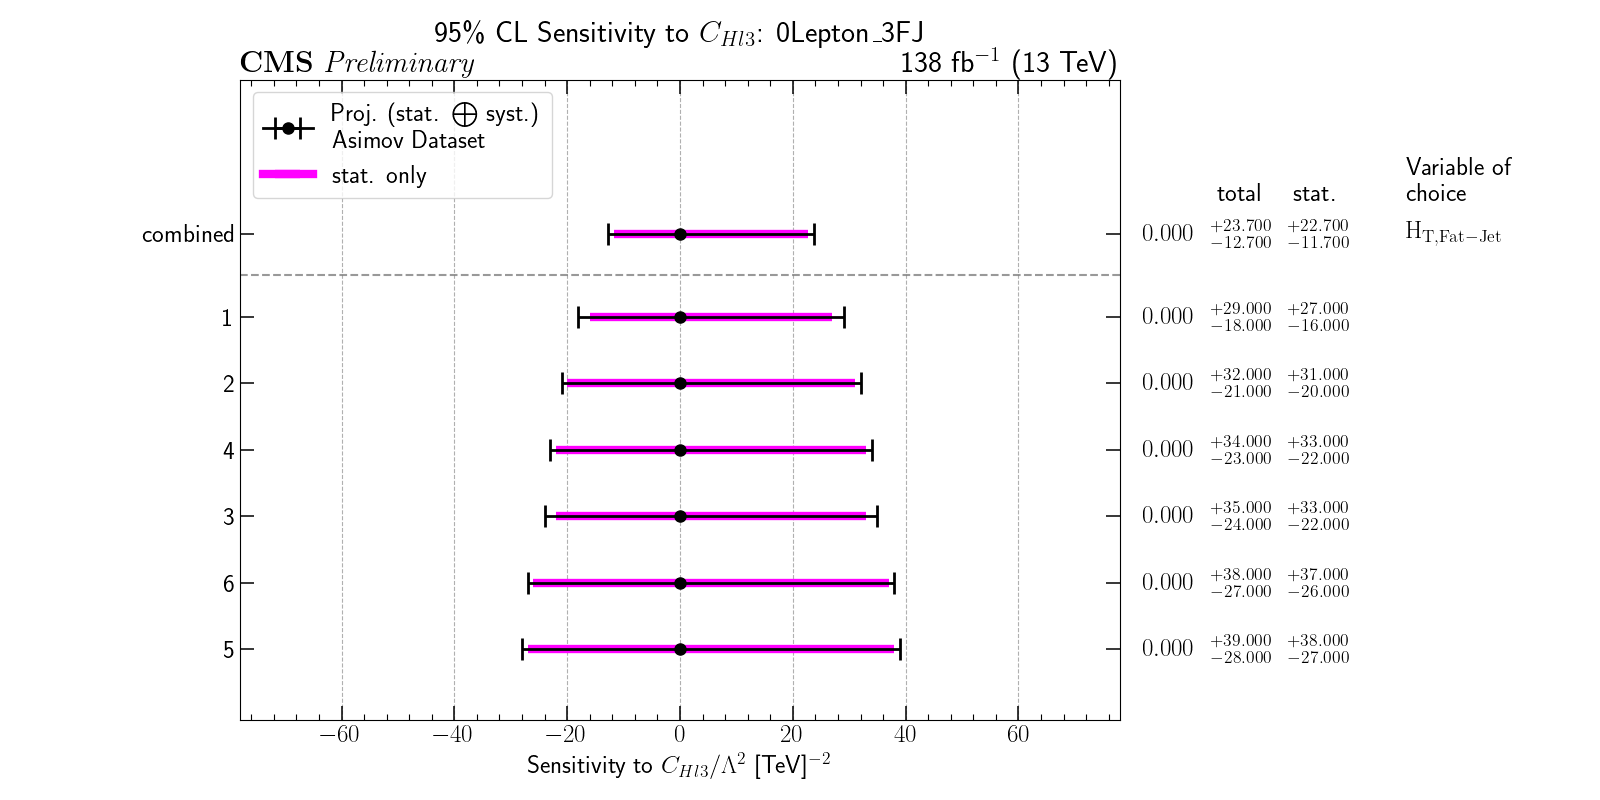 95% CL Sensitivity to C_{Hl3}: 0Lepton_3FJ
CMS Preliminary 138 fb^{−1} (13 TeV)
Proj. (stat. ⨁ syst.)
Asimov Dataset
stat. only
Variable of
total stat. choice
combined 0.000 +23.700 −12.700 +22.700 −11.700 H_{T,Fat−Jet}
1 0.000 +29.000 −18.000 +27.000 −16.000
2 0.000 +32.000 −21.000 +31.000 −20.000
4 0.000 +34.000 −23.000 +33.000 −22.000
3 0.000 +35.000 −24.000 +33.000 −22.000
6 0.000 +38.000 −27.000 +37.000 −26.000
5 0.000 +39.000 −28.000 +38.000 −27.000
−60 −40 −20 0 20 40 60
Sensitivity to C_{Hl3}/Λ^2 [TeV]^{−2}